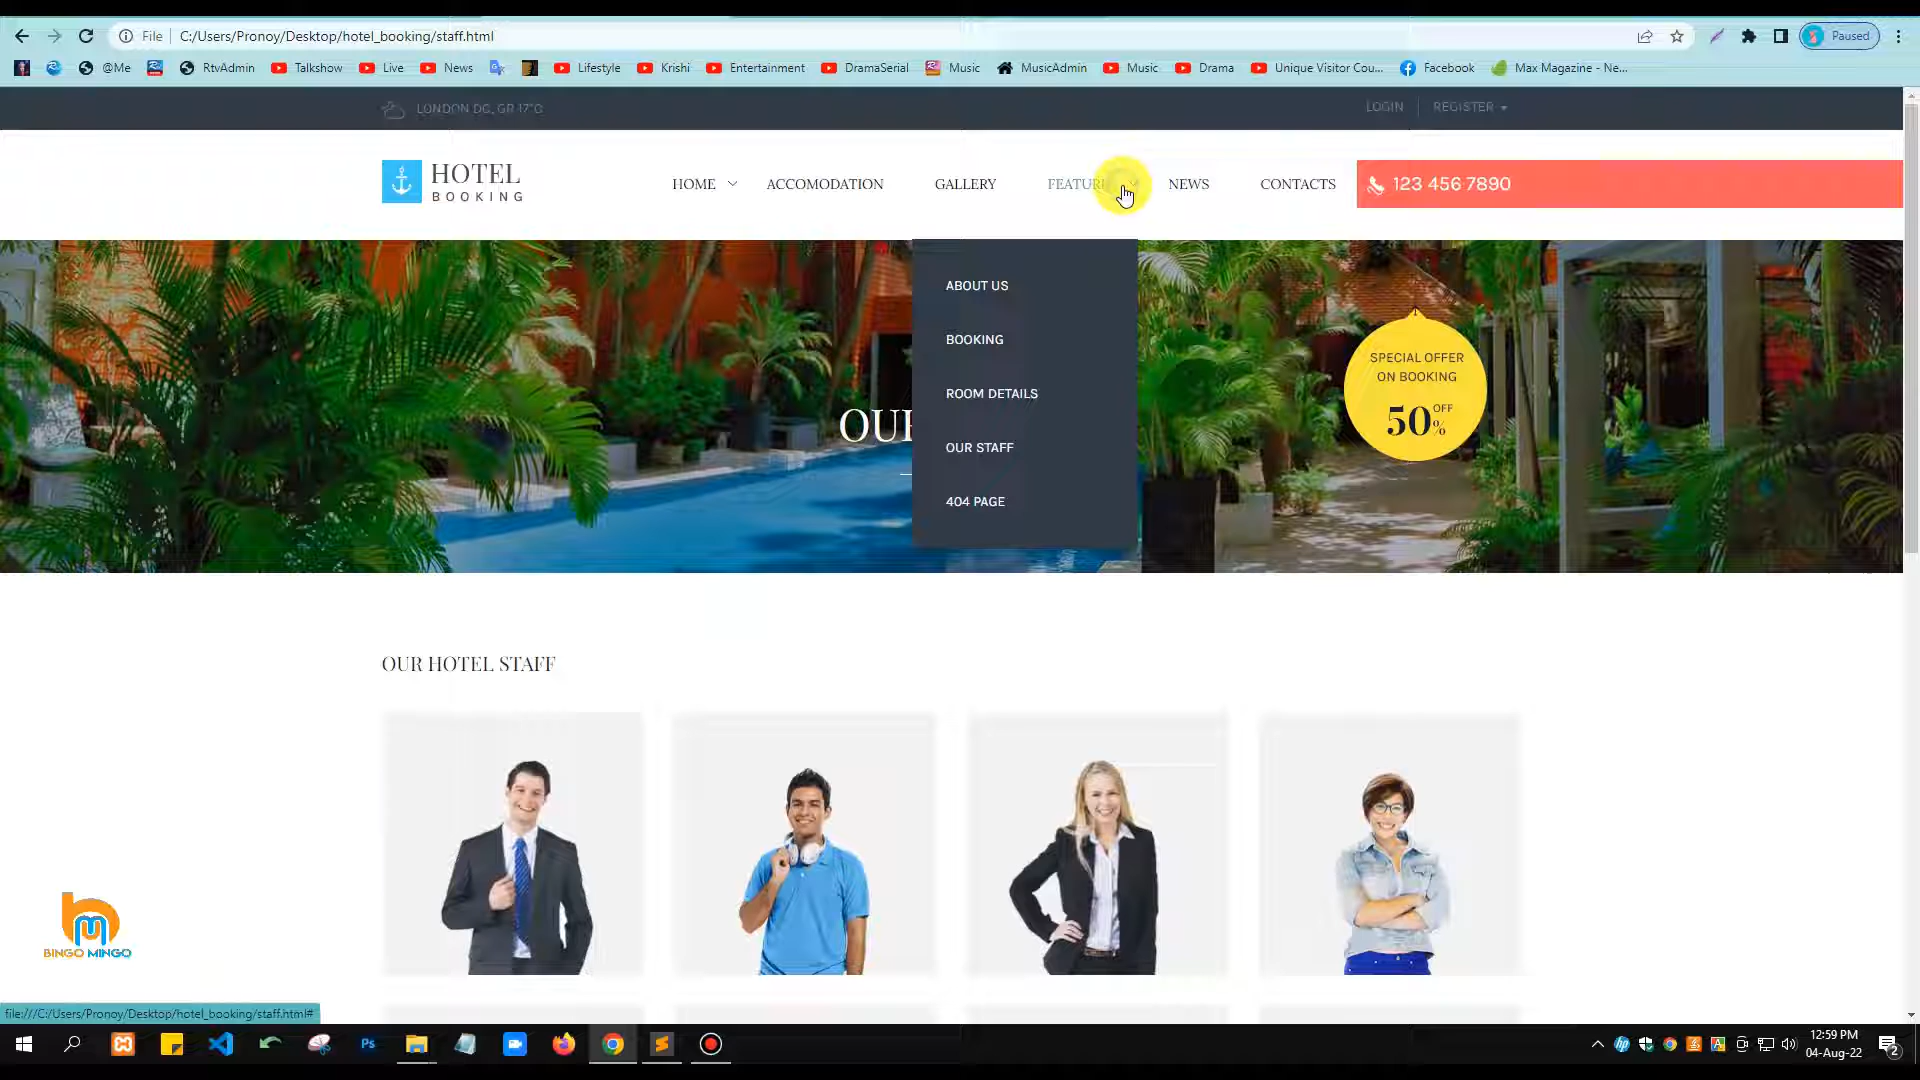 File
C:/Users/Pronoy/Desktop/hotel_booking/staff.html
Paused
@Me
RtvAdmin
Talkshow
Live
News
Lifestyle
Krishi
Entertainment
DramaSerial
Music
MusicAdmin
Music
Drama
Unique Visitor Cou...
Facebook
Max Magazine - Ne...
LONDON DC, GR 17°C
LOGIN
REGISTER
HOTEL
BOOKING
HOME
ACCOMODATION
GALLERY
NEWS
CONTACTS
123 456 7890
ABOUT US
BOOKING
ROOM DETAILS
OUR STAFF
404 PAGE
SPECIAL OFFER
ON BOOKING
50 OFF %
OUR HOTEL STAFF
BINGO MINGO
file:///C:/Users/Pronoy/Desktop/hotel_booking/staff.html#
Ps
12:59 PM
04-Aug-22
2